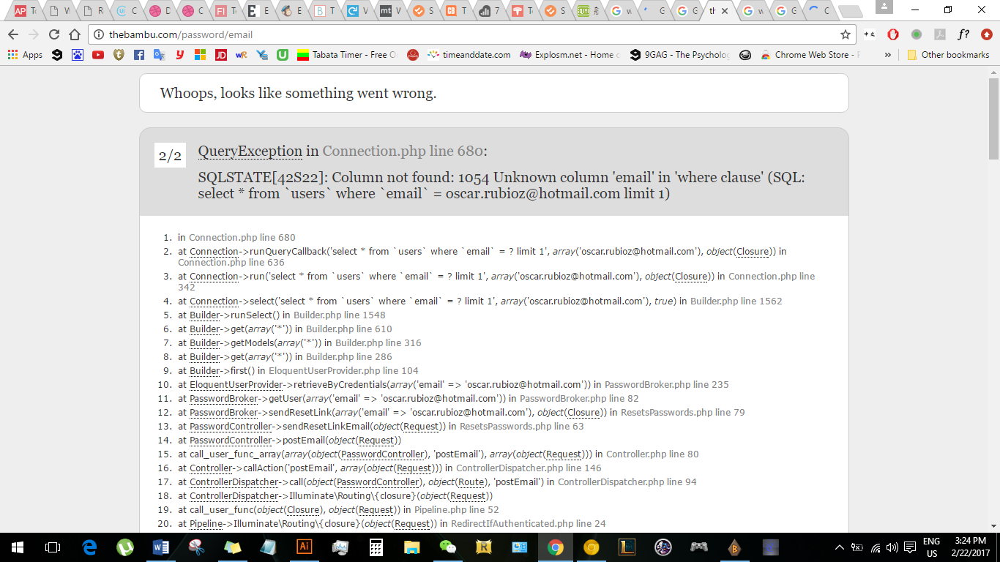 AP To
W
R
C
D
C
FI To
E
E
B T
V
mt W
S
CB T
7
T To
S
G w
G
G G
th
G w
G G
C
thebambu.com/password/email
Apps
Tabata Timer - Free O
timeanddate.com
Explosm.net - Home o
9GAG - The Psycholog
Chrome Web Store - F
»
Other bookmarks
Whoops, looks like something went wrong.
2/2
QueryException in Connection.php line 680:
SQLSTATE[42S22]: Column not found: 1054 Unknown column 'email' in 'where clause' (SQL:
select * from `users` where `email` = oscar.rubioz@hotmail.com limit 1)
1. in Connection.php line 680
2. at Connection->runQueryCallback('select * from `users` where `email` = ? limit 1', array('oscar.rubioz@hotmail.com'), object(Closure)) in
Connection.php line 636
3. at Connection->run('select * from `users` where `email` = ? limit 1', array('oscar.rubioz@hotmail.com'), object(Closure)) in Connection.php line
342
4. at Connection->select('select * from `users` where `email` = ? limit 1', array('oscar.rubioz@hotmail.com'), true) in Builder.php line 1562
5. at Builder->runSelect() in Builder.php line 1548
6. at Builder->get(array('*')) in Builder.php line 610
7. at Builder->getModels(array('*')) in Builder.php line 316
8. at Builder->get(array('*')) in Builder.php line 286
9. at Builder->first() in EloquentUserProvider.php line 104
10. at EloquentUserProvider->retrieveByCredentials(array('email' => 'oscar.rubioz@hotmail.com')) in PasswordBroker.php line 235
11. at PasswordBroker->getUser(array('email' => 'oscar.rubioz@hotmail.com')) in PasswordBroker.php line 82
12. at PasswordBroker->sendResetLink(array('email' => 'oscar.rubioz@hotmail.com'), object(Closure)) in ResetsPasswords.php line 79
13. at PasswordController->sendResetLinkEmail(object(Request)) in ResetsPasswords.php line 63
14. at PasswordController->postEmail(object(Request))
15. at call_user_func_array(array(object(PasswordController), 'postEmail'), array(object(Request))) in Controller.php line 80
16. at Controller->callAction('postEmail', array(object(Request))) in ControllerDispatcher.php line 146
17. at ControllerDispatcher->call(object(PasswordController), object(Route), 'postEmail') in ControllerDispatcher.php line 94
18. at ControllerDispatcher->Illuminate\Routing\{closure}(object(Request))
19. at call_user_func(object(Closure), object(Request)) in Pipeline.php line 52
20. at Pipeline->Illuminate\Routing\{closure}(object(Request)) in RedirectIfAuthenticated.php line 24
ENG
US
3:24 PM
2/22/2017